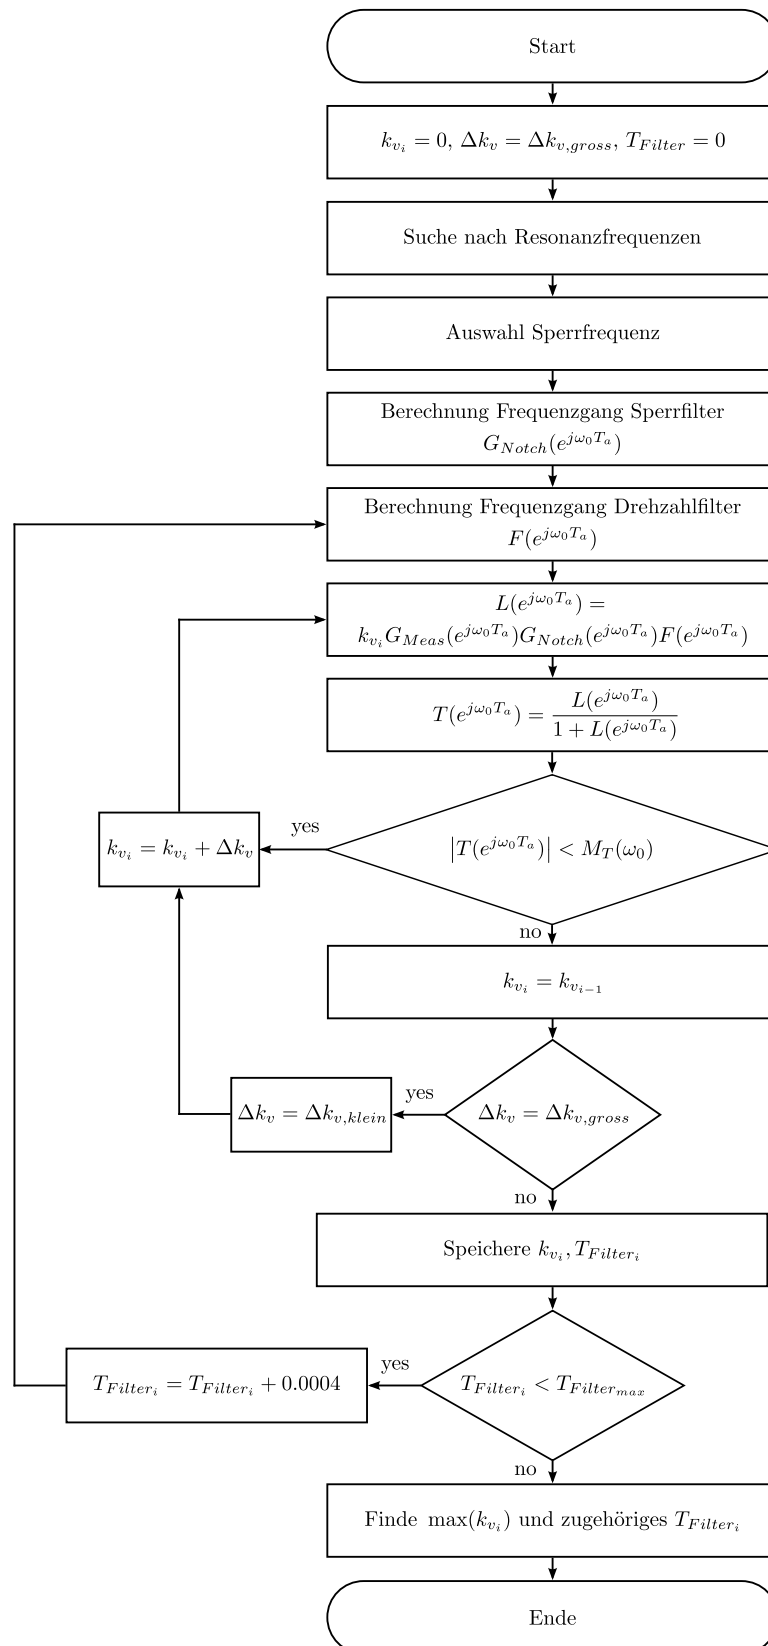 Start
$k_{v_i} = 0$, $\Delta k_v = \Delta k_{v,gross}$, $T_{Filter} = 0$
Suche nach Resonanzfrequenzen
Auswahl Sperrfrequenz
Berechnung Frequenzgang Sperrfilter
$G_{Notch}(e^{j\omega_0 T_a})$
Berechnung Frequenzgang Drehzahlfilter
$F(e^{j\omega_0 T_a})$
$L(e^{j\omega_0 T_a}) =$
$k_{v_i} G_{Meas}(e^{j\omega_0 T_a}) G_{Notch}(e^{j\omega_0 T_a}) F(e^{j\omega_0 T_a})$
$T(e^{j\omega_0 T_a}) = \frac{L(e^{j\omega_0 T_a})}{1 + L(e^{j\omega_0 T_a})}$
yes
$k_{v_i} = k_{v_i} + \Delta k_v$
$|T(e^{j\omega_0 T_a})| < M_T(\omega_0)$
no
$k_{v_i} = k_{v_{i-1}}$
yes
$\Delta k_v = \Delta k_{v,klein}$
$\Delta k_v = \Delta k_{v,gross}$
no
Speichere $k_{v_i}, T_{Filter_i}$
yes
$T_{Filter_i} = T_{Filter_i} + 0.0004$
$T_{Filter_i} < T_{Filter_{max}}$
no
Finde $\max(k_{v_i})$ und zugehöriges $T_{Filter_i}$
Ende